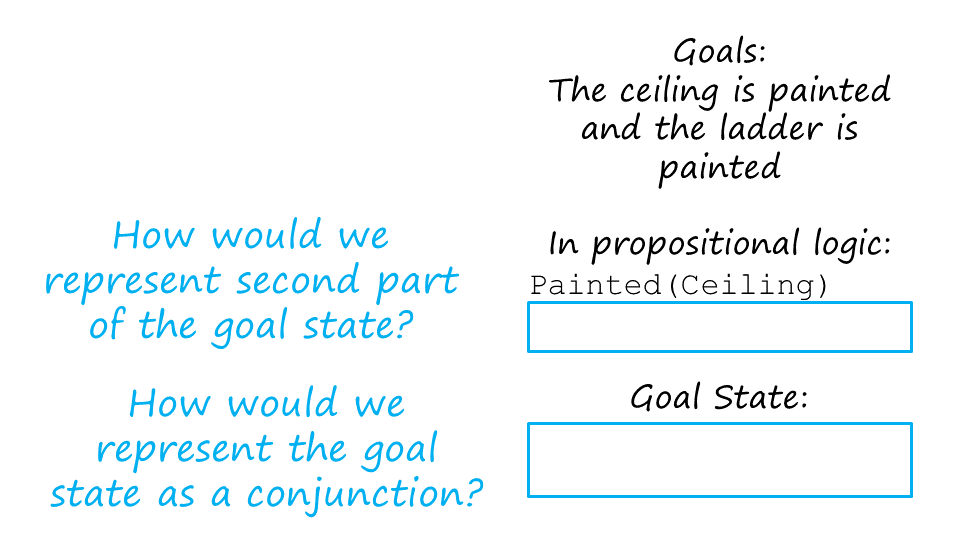 Goals:
The ceiling is painted
and the ladder is
painted
How would we
represent second part
of the goal state?
In propositional logic:
Painted(Ceiling)
How would we
represent the goal
state as a conjunction?
Goal State: